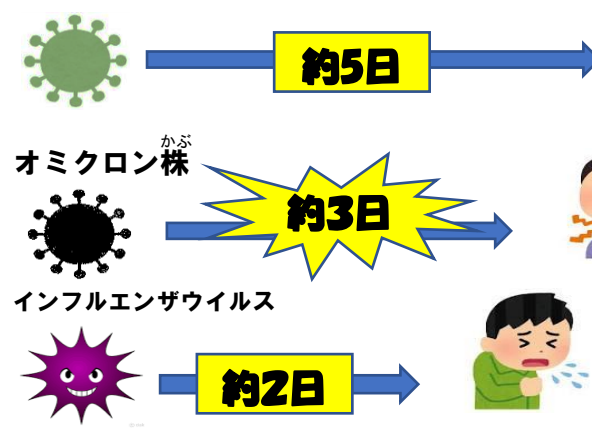 約5日
かぶ
オミクロン株
約3日
インフルエンザウイルス
約2日